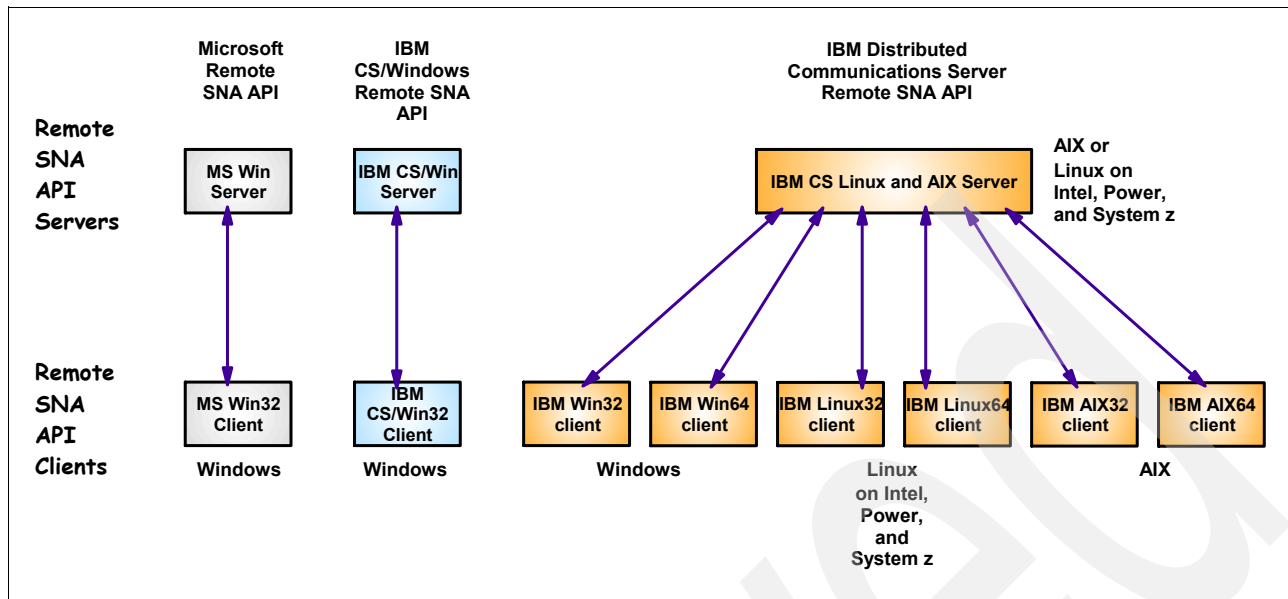 Microsoft
Remote
SNA API
IBM
CS/Windows
Remote SNA
API
IBM Distributed
Communications Server
Remote SNA API
Remote
SNA
API
Servers
MS Win
Server
IBM CS/Win
Server
IBM CS Linux and AIX Server
AIX or
Linux on
Intel, Power,
and System z
Remote
SNA
API
Clients
MS Win32
Client
IBM
CS/Win32
Client
IBM Win32
client
IBM Win64
client
IBM Linux32
client
IBM Linux64
client
IBM AIX32
client
IBM AIX64
client
Windows
Windows
Windows
Linux
on Intel,
Power,
and
System z
AIX